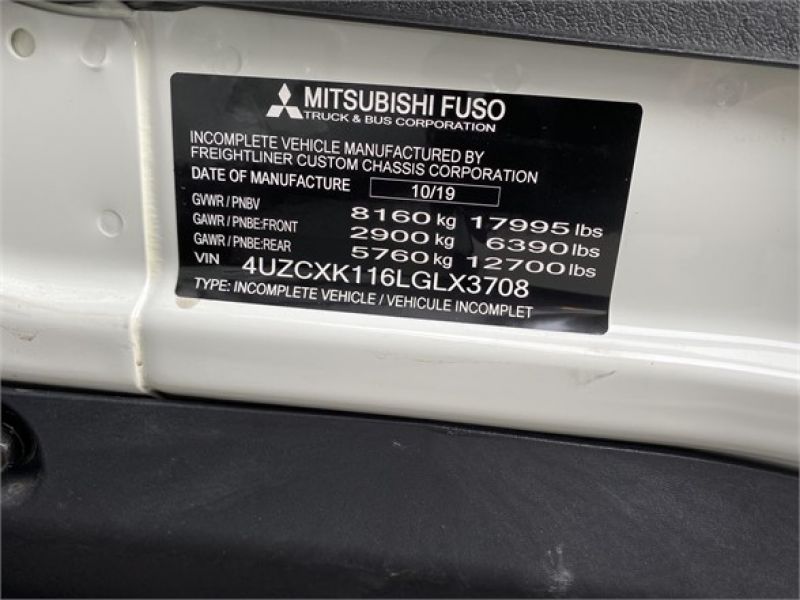 MITSUBISHI FUSO
TRUCK & BUS CORPORATION
INCOMPLETE VEHICLE MANUFACTURED BY
FREIGHTLINER CUSTOM CHASSIS CORPORATION
DATE OF MANUFACTURE 10/19
GVWR / PNBV 8160 kg 17995 lbs
GAWR / PNBE:FRONT 2900 kg 6390 lbs
GAWR / PNBE:REAR 5760 kg 12700 lbs
VIN 4UZCXK116LGLX3708
TYPE: INCOMPLETE VEHICLE / VEHICULE INCOMPLET